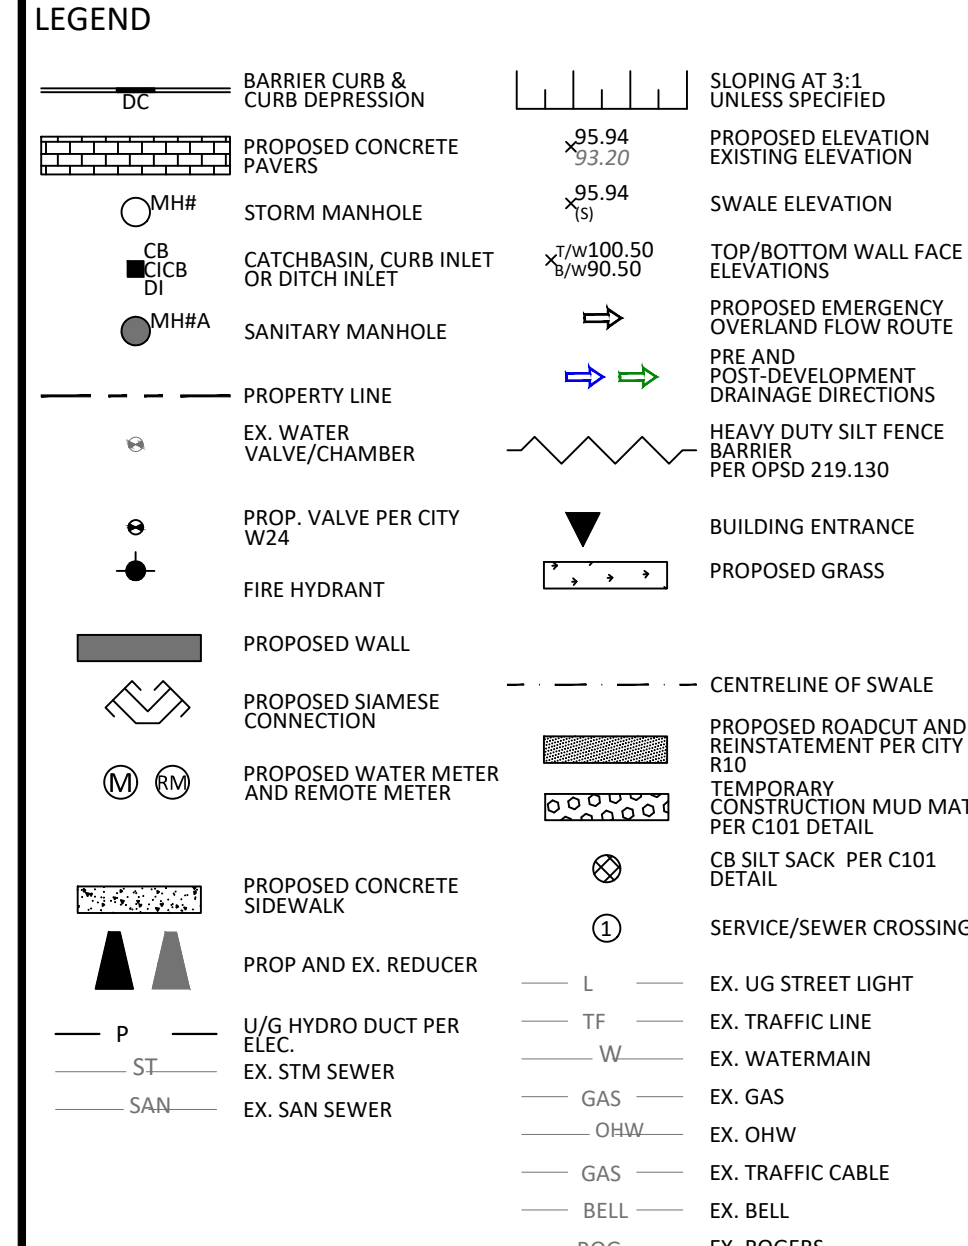 LEGEND
DC
BARRIER CURB &
CURB DEPRESSION
PROPOSED CONCRETE
PAVERS
MH#
STORM MANHOLE
CB
CICB
DI
CATCHBASIN, CURB INLET
OR DITCH INLET
MH#A
SANITARY MANHOLE
PROPERTY LINE
EX. WATER
VALVE/CHAMBER
PROP. VALVE PER CITY
W24
FIRE HYDRANT
PROPOSED WALL
PROPOSED SIAMESE
CONNECTION
M RM
PROPOSED WATER METER
AND REMOTE METER
PROPOSED CONCRETE
SIDEWALK
PROP AND EX. REDUCER
P
U/G HYDRO DUCT PER
ELEC.
ST
EX. STM SEWER
SAN
EX. SAN SEWER
SLOPING AT 3:1
UNLESS SPECIFIED
95.94
93.20
PROPOSED ELEVATION
EXISTING ELEVATION
95.94
(S)
SWALE ELEVATION
T/W100.50
B/W90.50
TOP/BOTTOM WALL FACE
ELEVATIONS
PROPOSED EMERGENCY
OVERLAND FLOW ROUTE
PRE AND
POST-DEVELOPMENT
DRAINAGE DIRECTIONS
HEAVY DUTY SILT FENCE
BARRIER
PER OPSD 219.130
BUILDING ENTRANCE
PROPOSED GRASS
CENTRELINE OF SWALE
PROPOSED ROADCUT AND
REINSTATEMENT PER CITY
R10
TEMPORARY
CONSTRUCTION MUD MAT
PER C101 DETAIL
CB SILT SACK PER C101
DETAIL
1
SERVICE/SEWER CROSSING
L
EX. UG STREET LIGHT
TF
EX. TRAFFIC LINE
W
EX. WATERMAIN
GAS
EX. GAS
OHW
EX. OHW
GAS
EX. TRAFFIC CABLE
BELL
EX. BELL
ROG
EX. ROGERS